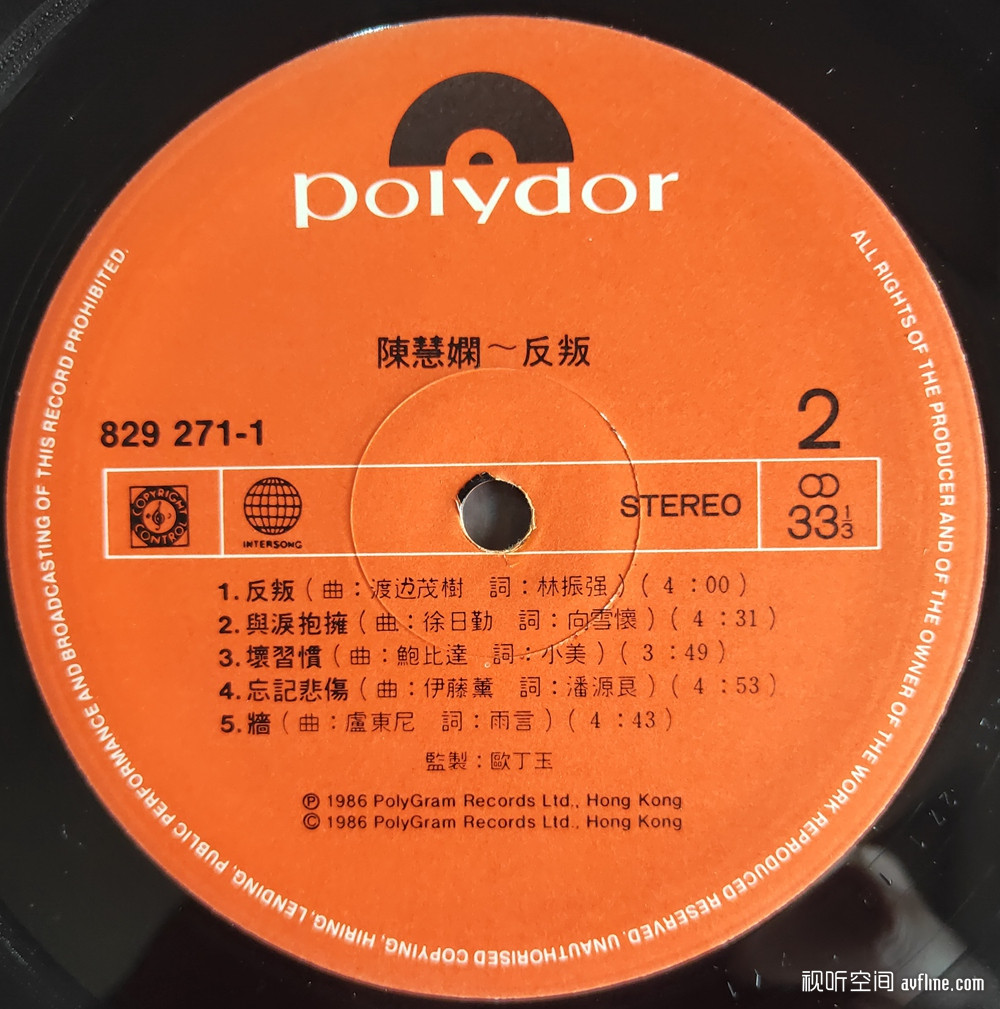 polydor
陳慧嫻～反叛
829 271-1
2
COPYRIGHT CONTROL
INTERSONG
STEREO
33⅓
1. 反叛（曲：渡边茂樹 詞：林振强）（4：00）
2. 與淚抱擁（曲：徐日勤 詞：向雪懷）（4：31）
3. 壞習慣（曲：鮑比達 詞：小美）（3：49）
4. 忘記悲傷（曲：伊藤薰 詞：潘源良）（4：53）
5. 牆（曲：盧東尼 詞：雨言）（4：43）
監製：歐丁玉
Ⓟ 1986 PolyGram Records Ltd., Hong Kong
© 1986 PolyGram Records Ltd., Hong Kong
ALL RIGHTS OF THE PRODUCER AND OF THE OWNER OF THE WORK REPRODUCED RESERVED. UNAUTHORISED COPYING, HIRING, LENDING, PUBLIC PERFORMANCE AND BROADCASTING OF THIS RECORD PROHIBITED.
视听空间 avfline.com